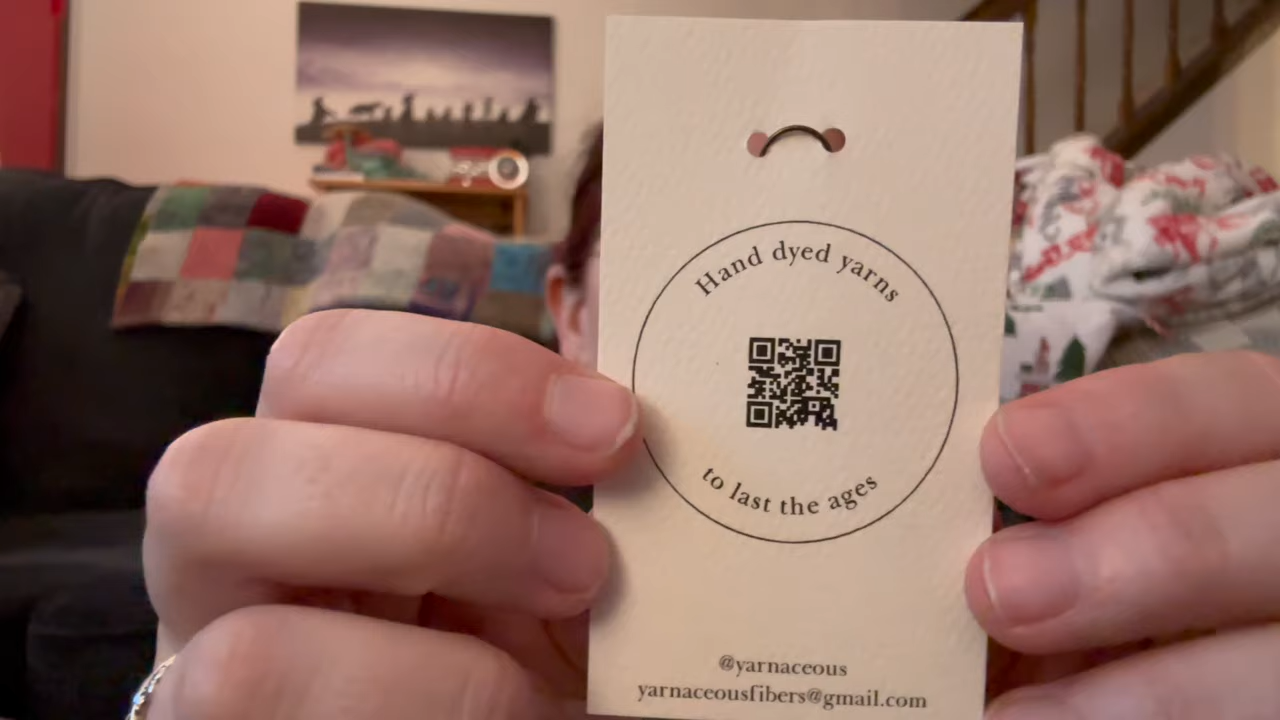 Hand dyed yarns
to last the ages
@yarnaceous
yarnaceousfibers@gmail.com